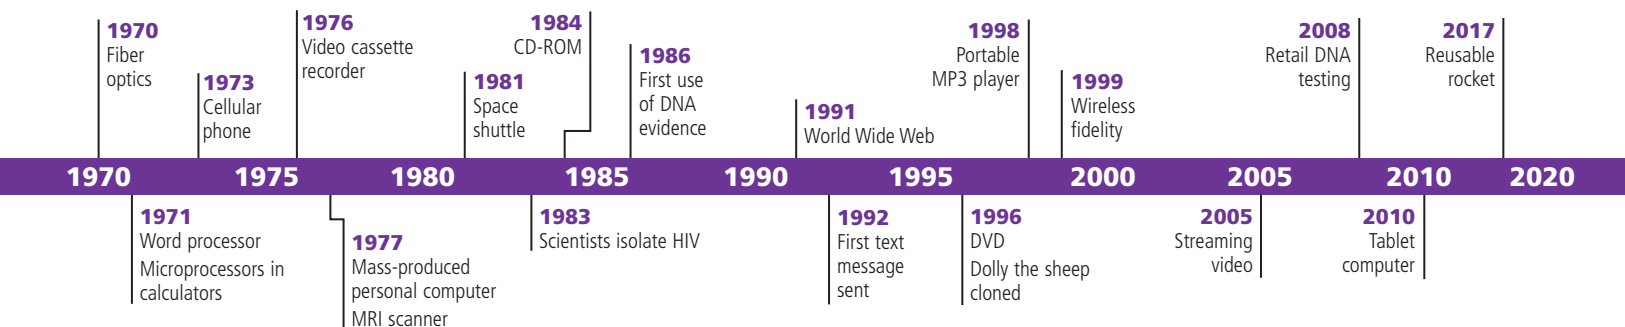 1970
Fiber
optics
1973
Cellular
phone
1976
Video cassette
recorder
1981
Space
shuttle
1984
CD-ROM
1986
First use
of DNA
evidence
1991
World Wide Web
1998
Portable
MP3 player
1999
Wireless
fidelity
2008
Retail DNA
testing
2017
Reusable
rocket
1970 1975 1980 1985 1990 1995 2000 2005 2010 2020
1971
Word processor
Microprocessors in
calculators
1977
Mass-produced
personal computer
MRI scanner
1983
Scientists isolate HIV
1992
First text
message
sent
1996
DVD
Dolly the sheep
cloned
2005
Streaming
video
2010
Tablet
computer